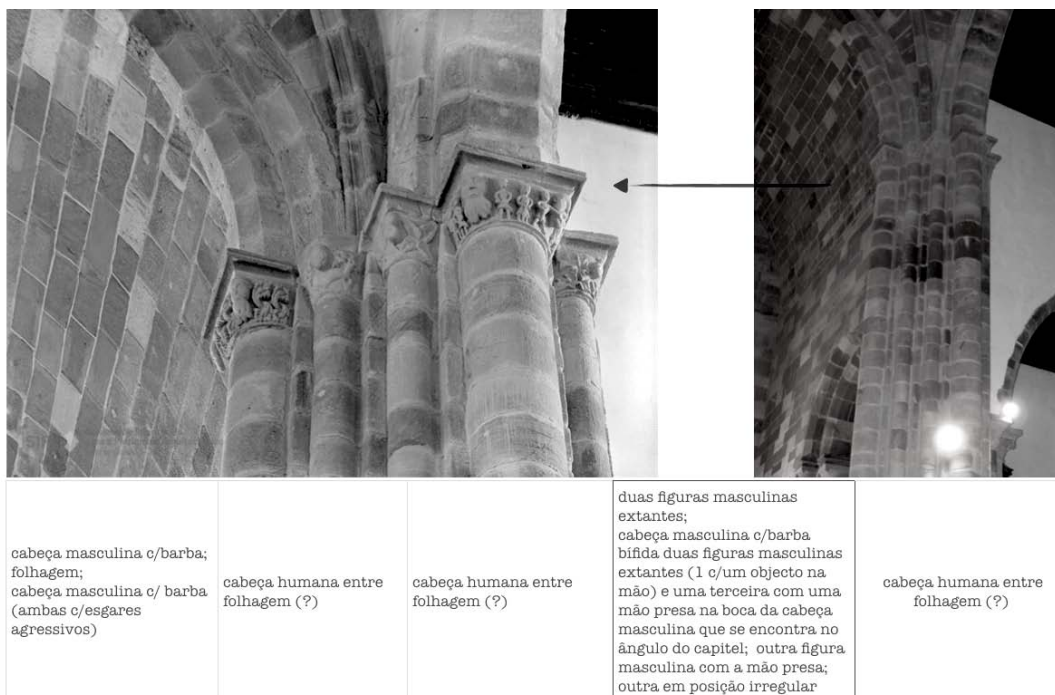 cabeça masculina c/barba;
folhagem;
cabeça masculina c/ barba
(ambas c/esgares
agressivos)
cabeça humana entre
folhagem (?)
cabeça humana entre
folhagem (?)
duas figuras masculinas
extantes;
cabeça masculina c/barba
bífida duas figuras masculinas
extantes (1 c/um objecto na
mão) e uma terceira com uma
mão presa na boca da cabeça
masculina que se encontra no
ângulo do capitel; outra figura
masculina com a mão presa;
outra em posição irregular
cabeça humana entre
folhagem (?)